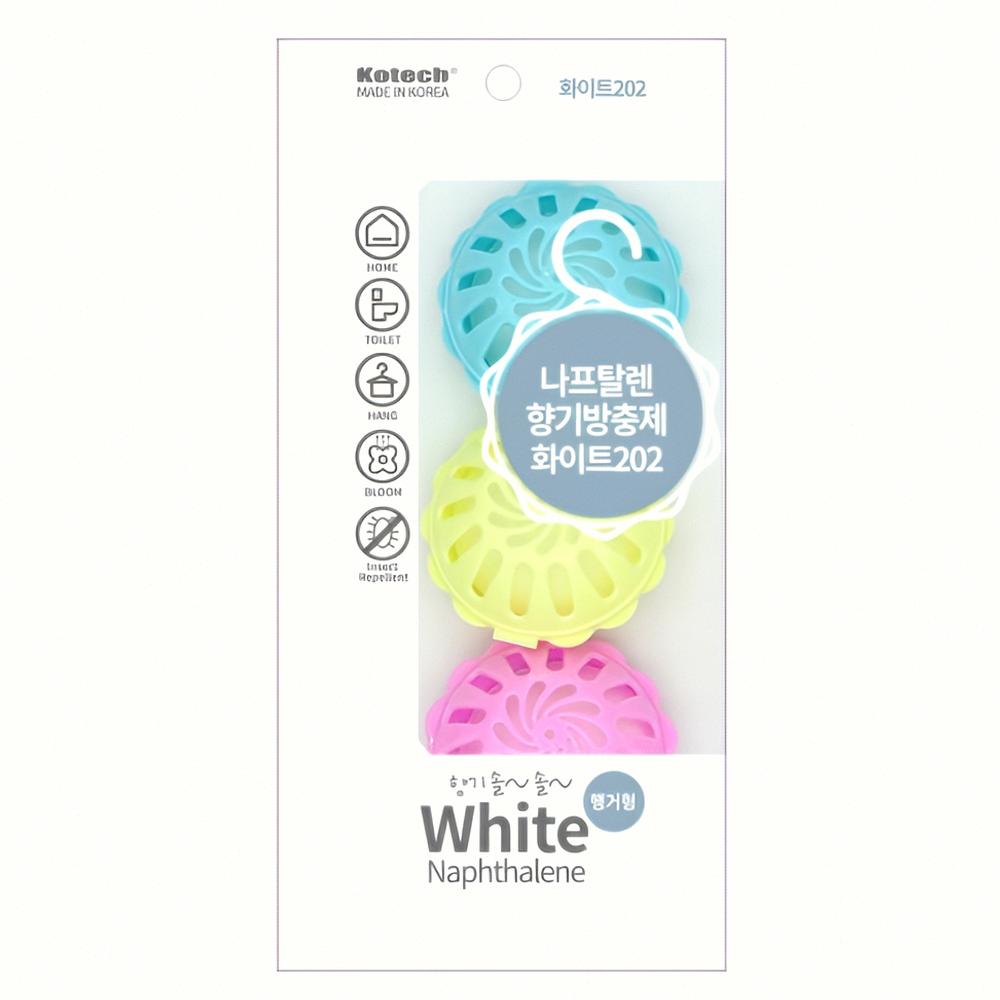 Kotech®
MADE IN KOREA
화이트202
HOME
TOILET
HANG
BLOOM
Insect
Repellent
나프탈렌
향기방충제
화이트202
향기 솔~ 솔~
행거형
White
Naphthalene